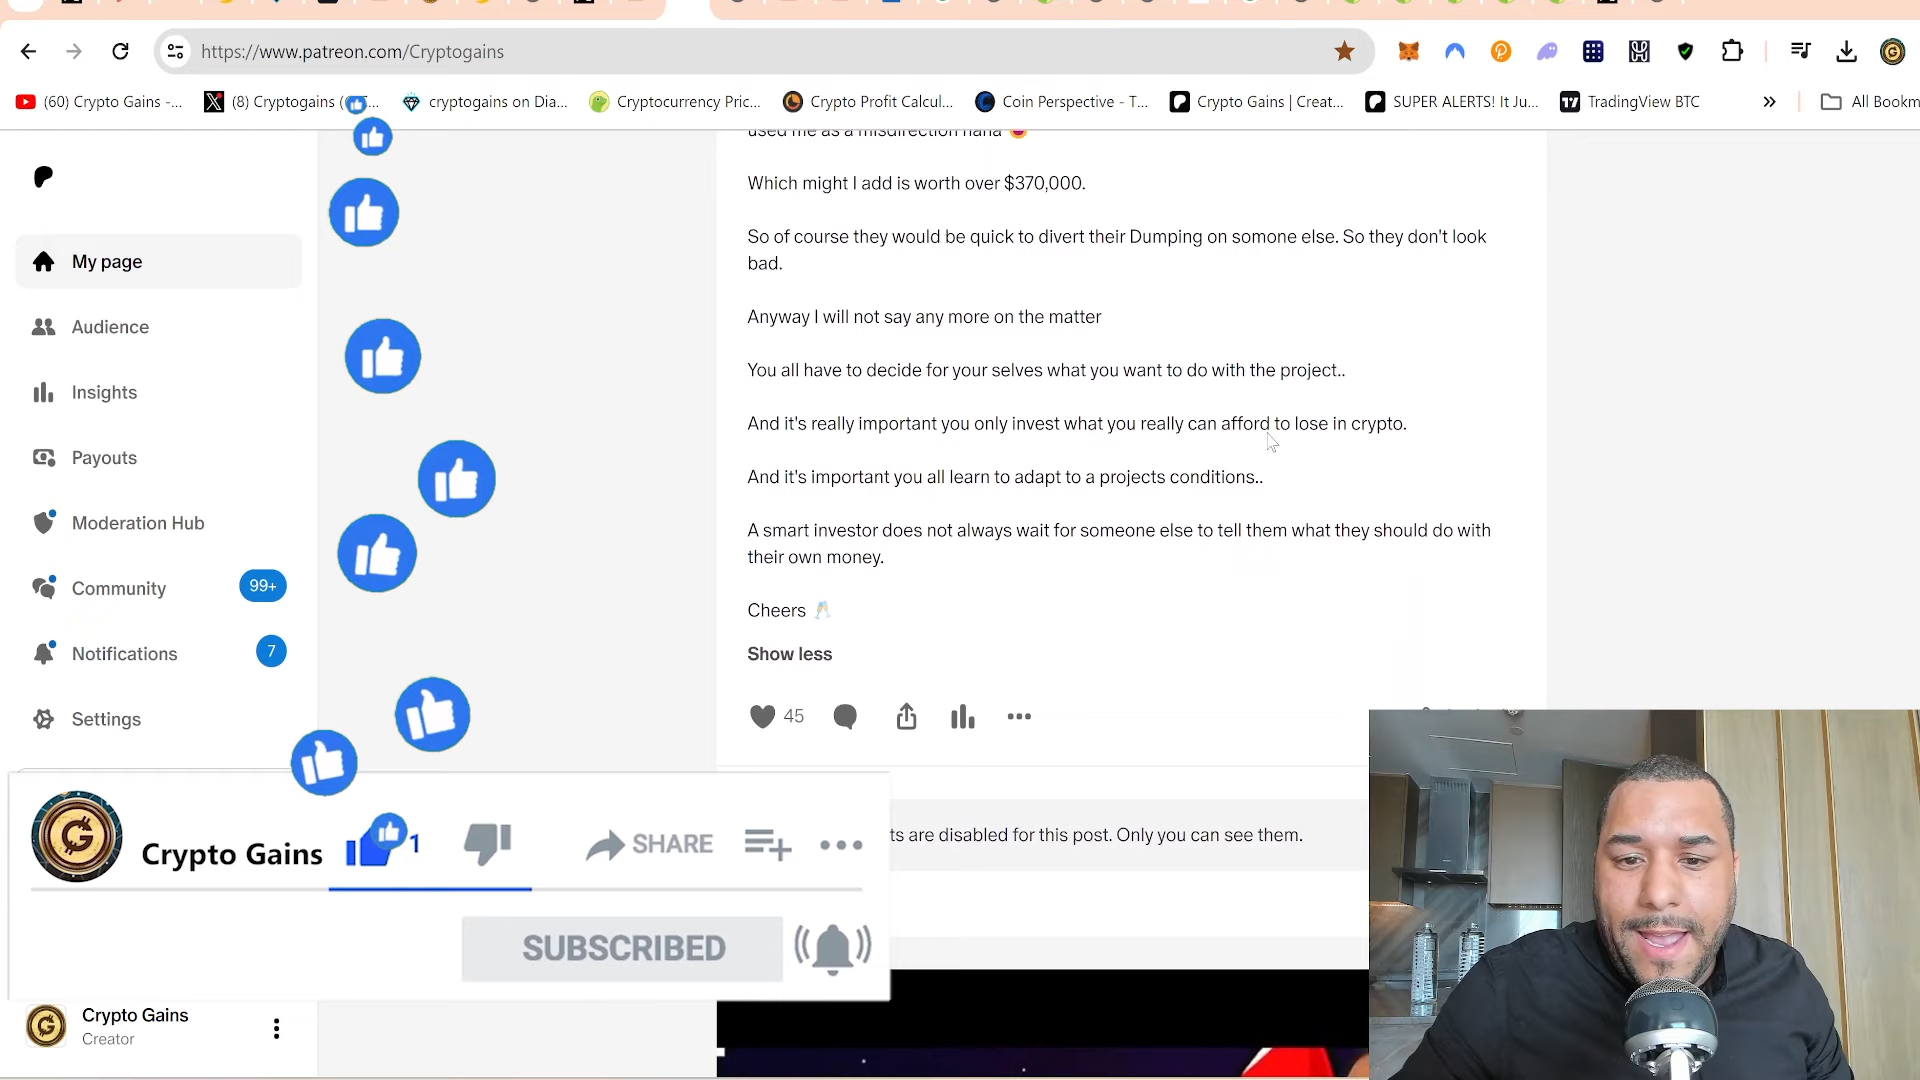 https://www.patreon.com/Cryptogains
(60) Crypto Gains -...
(8) Cryptogains (
T...
cryptogains on Dia...
Cryptocurrency Pric...
Crypto Profit Calcul...
Coin Perspective - T...
Crypto Gains | Creat...
SUPER ALERTS! It Ju...
TradingView BTC
All Bookm
used me as a misdirection haha
Which might I add is worth over $370,000.
So of course they would be quick to divert their Dumping on somone else. So they don't look
bad.
Anyway I will not say any more on the matter
You all have to decide for your selves what you want to do with the project..
And it's really important you only invest what you really can afford to lose in crypto.
And it's important you all learn to adapt to a projects conditions..
A smart investor does not always wait for someone else to tell them what they should do with
their own money.
Cheers 🥂
Show less
45
ts are disabled for this post. Only you can see them.
My page
Audience
Insights
Payouts
Moderation Hub
Community
99+
Notifications
7
Settings
Crypto Gains
1
SHARE
SUBSCRIBED
Crypto Gains
Creator